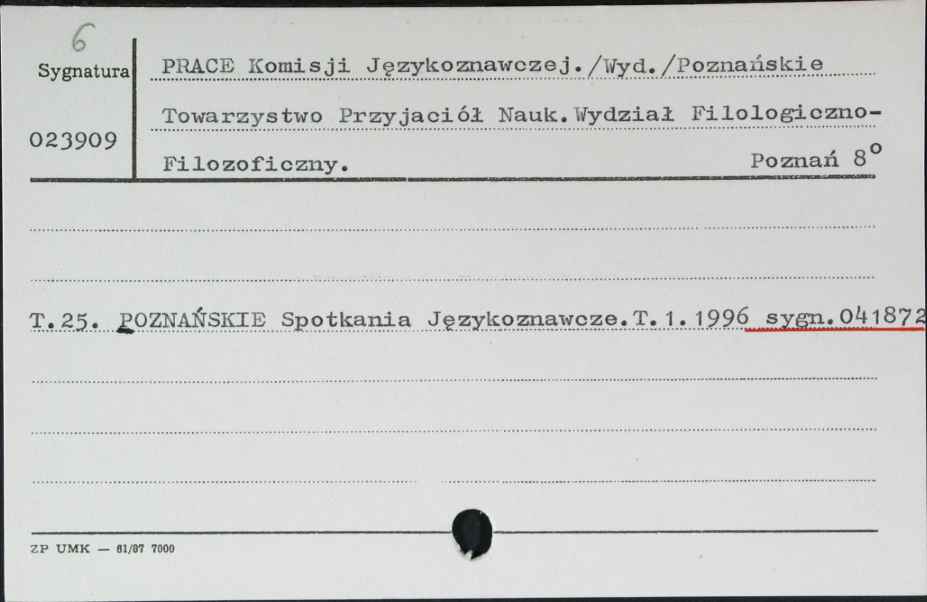 6
Sygnatura
023909
PRACE Komisji Językoznawczej./Wyd./Poznańskie
Towarzystwo Przyjaciół Nauk.Wydział Filologiczno-
Filozoficzny. Poznań 8°
T.25. POZNAŃSKIE Spotkania Językoznawcze.T.1.1996 sygn.041872
ZP UMK — 81/87 7000